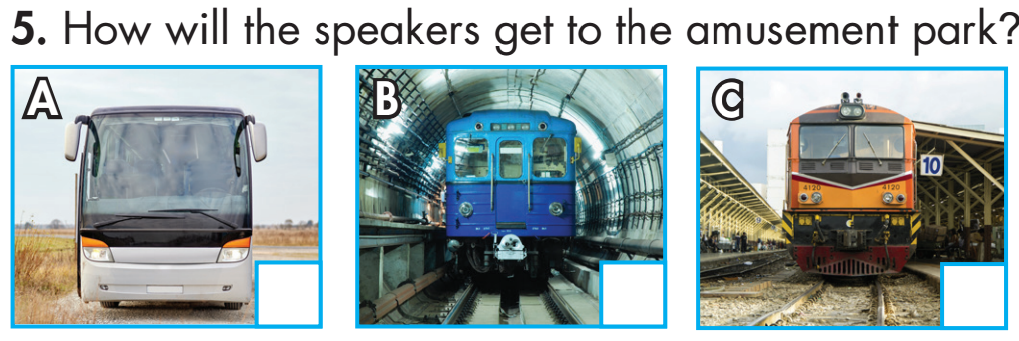 5. How will the speakers get to the amusement park?
A
B
C
10
4120
4120